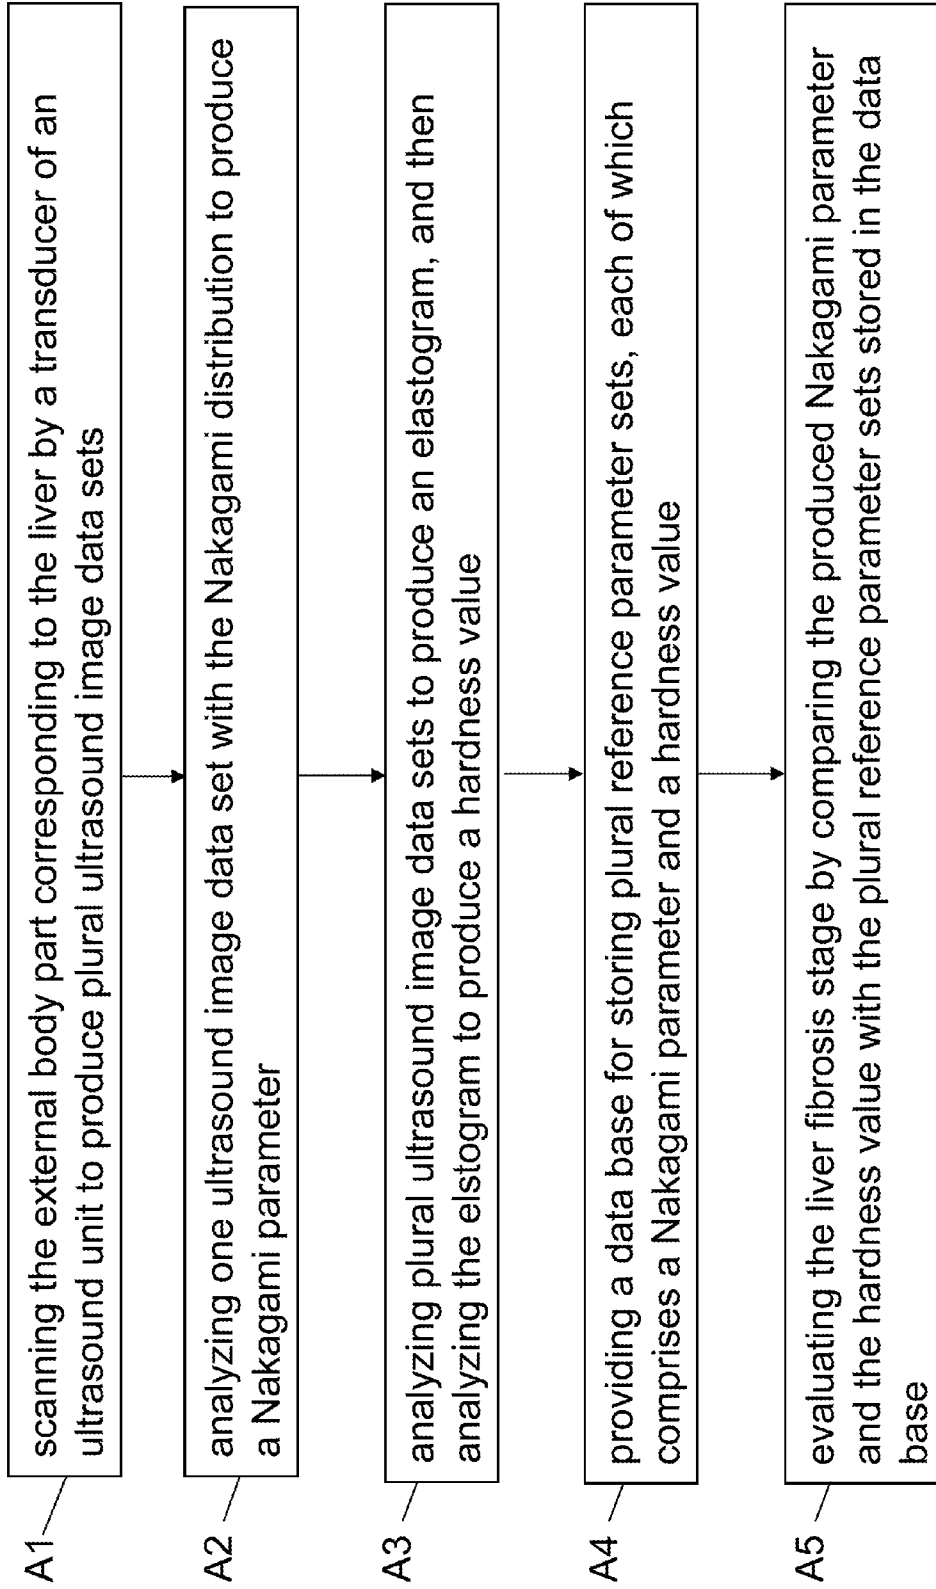 A1
scanning the external body part corresponding to the liver by a transducer of an
ultrasound unit to produce plural ultrasound image data sets
A2
analyzing one ultrasound image data set with the Nakagami distribution to produce
a Nakagami parameter
A3
analyzing plural ultrasound image data sets to produce an elastogram, and then
analyzing the elstogram to produce a hardness value
A4
providing a data base for storing plural reference parameter sets, each of which
comprises a Nakagami parameter and a hardness value
A5
evaluating the liver fibrosis stage by comparing the produced Nakagami parameter
and the hardness value with the plural reference parameter sets stored in the data
base